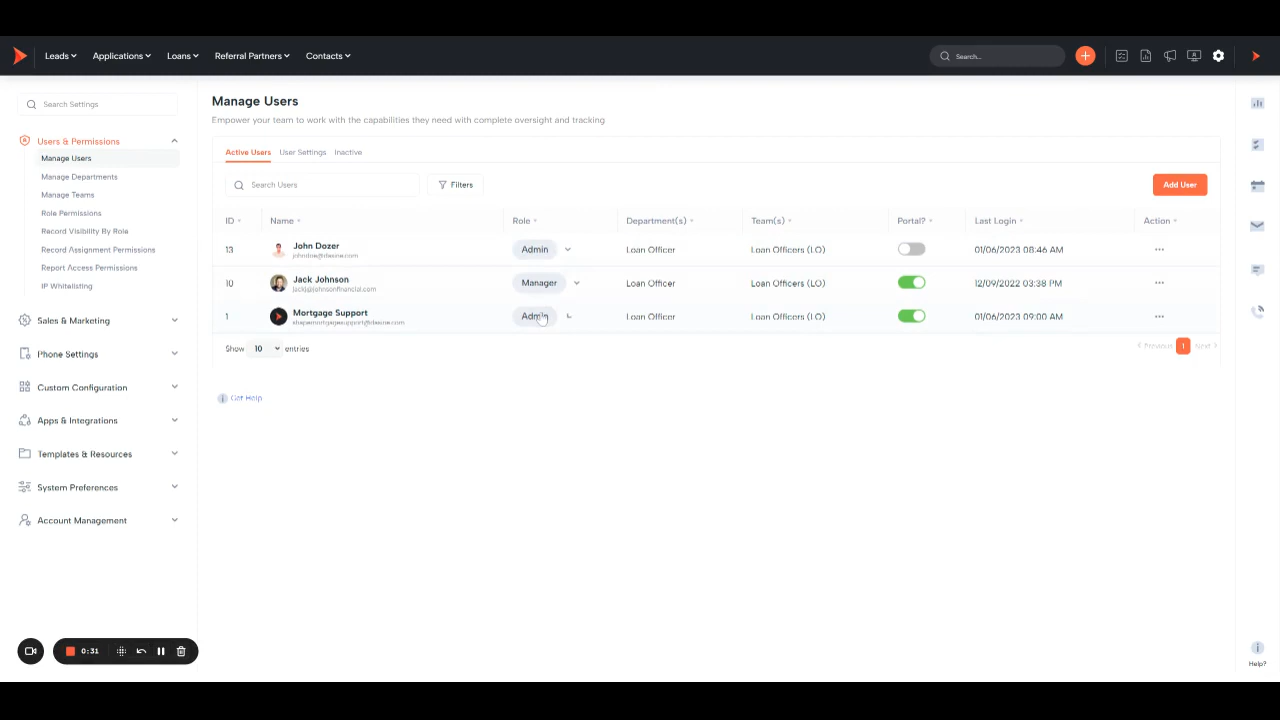 Leads Applications Loans Referral Partners Contacts Search...
Search Settings
Users & Permissions
Manage Users
Manage Departments
Manage Teams
Role Permissions
Record Visibility By Role
Record Assignment Permissions
Report Access Permissions
IP Whitelisting
Sales & Marketing
Phone Settings
Custom Configuration
Apps & Integrations
Templates & Resources
System Preferences
Account Management
0:31
Manage Users
Empower your team to work with the capabilities they need with complete oversight and tracking
Active Users User Settings Inactive
Search Users Filters Add User
ID Name Role Department(s) Team(s) Portal? Last Login Action
13 John Dozer Admin Loan Officer Loan Officers (LO) 01/06/2023 08:46 AM
10 Jack Johnson Manager Loan Officer Loan Officers (LO) 12/09/2022 03:38 PM
1 Mortgage Support Admin Loan Officer Loan Officers (LO) 01/06/2023 09:00 AM
Show 10 entries Previous 1 Next
Get Help
Help?